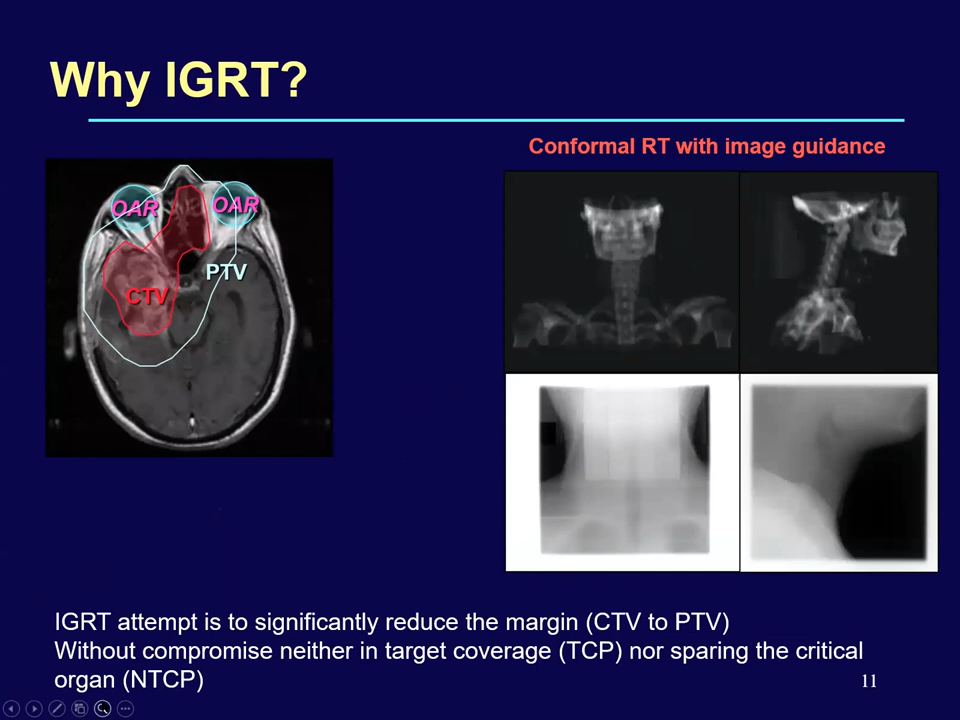 Why IGRT?
Conformal RT with image guidance
OAR
OAR
PTV
CTV
IGRT attempt is to significantly reduce the margin (CTV to PTV)
Without compromise neither in target coverage (TCP) nor sparing the critical
organ (NTCP)
11